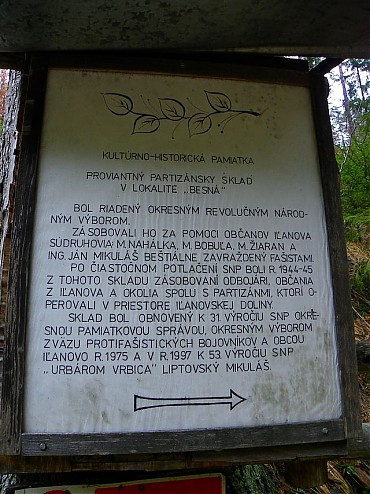 KULTÚRNO-HISTORICKÁ PAMIATKA
PROVIANTNÝ PARTIZÁNSKY SKLAD
V LOKALITE „BESNÁ"
BOL RIADENÝ OKRESNÝM REVOLUČNÝM NÁROD-
NÝM VÝBOROM.
ZÁSOBOVALI HO ZA POMOCI OBČANOV IĽANOVA
SÚDRUHOVIA: M. NAHÁLKA, M. BOBUĽA, M. ŽIARAN A
ING. JÁN MIKULÁŠ BEŠTIÁLNE ZAVRAŽDENÝ FAŠISTAMI.
PO ČIASTOČNOM POTLAČENÍ SNP BOLI R. 1944-45
Z TOHOTO SKLADU ZÁSOBOVANÍ ODBOJÁRI, OBČANIA
Z IĽANOVA A OKOLIA SPOLU S PARTIZÁNMI, KTORÍ O-
PEROVALI V PRIESTORE IĽANOVSKEJ DOLINY.
SKLAD BOL OBNOVENÝ K 31. VÝROČIU SNP OKRE-
SNOU PAMIATKOVOU SPRÁVOU, OKRESNÝM VÝBOROM
ZVÄZU PROTIFAŠISTICKÝCH BOJOVNÍKOV A OBCOU
IĽANOVO R. 1975 A V R. 1997 K 53. VÝROČIU SNP
„URBÁROM VRBICA" LIPTOVSKÝ MIKULÁŠ.